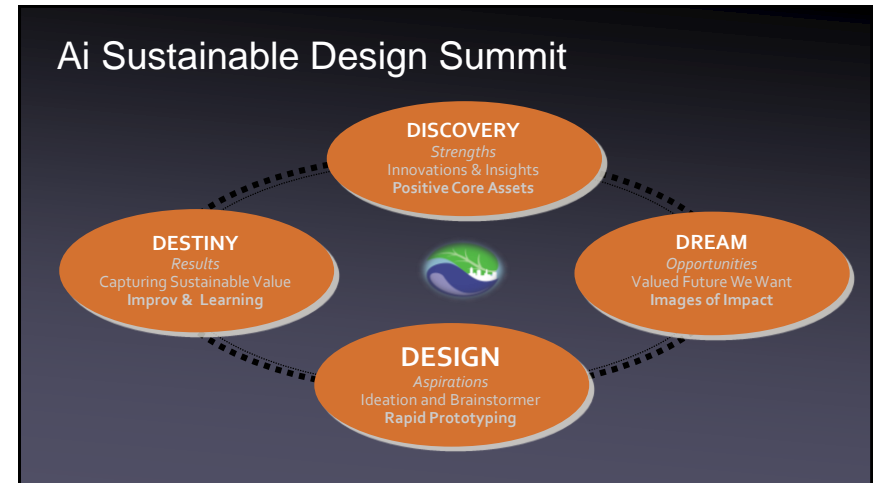 Ai Sustainable Design Summit
DISCOVERY
Strengths
Innovations & Insights
Positive Core Assets
DESTINY
Results
Capturing Sustainable Value
Improv & Learning
DREAM
Opportunities
Valued Future We Want
Images of Impact
DESIGN
Aspirations
Ideation and Brainstormer
Rapid Prototyping